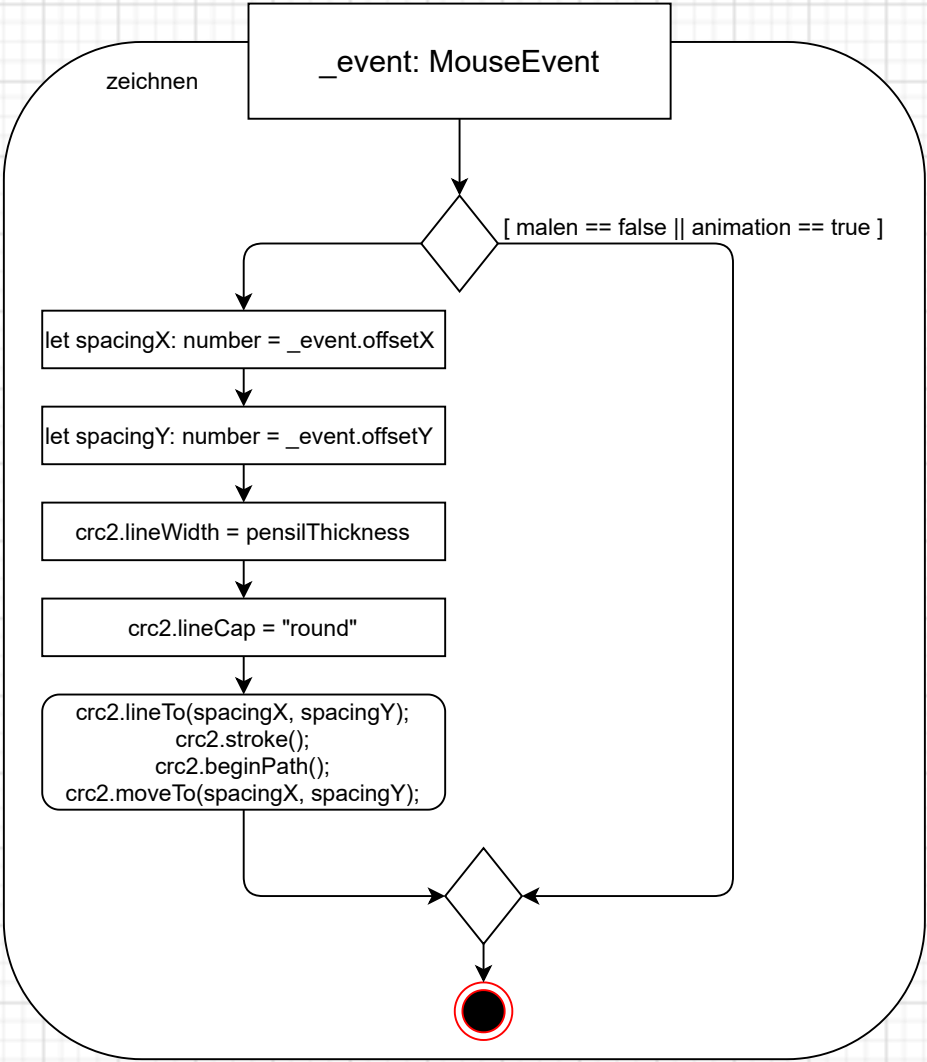 _event: MouseEvent
zeichnen
[ malen == false || animation == true ]
let spacingX: number = _event.offsetX
let spacingY: number = _event.offsetY
crc2.lineWidth = pensilThickness
crc2.lineCap = "round"
crc2.lineTo(spacingX, spacingY);
crc2.stroke();
crc2.beginPath();
crc2.moveTo(spacingX, spacingY);